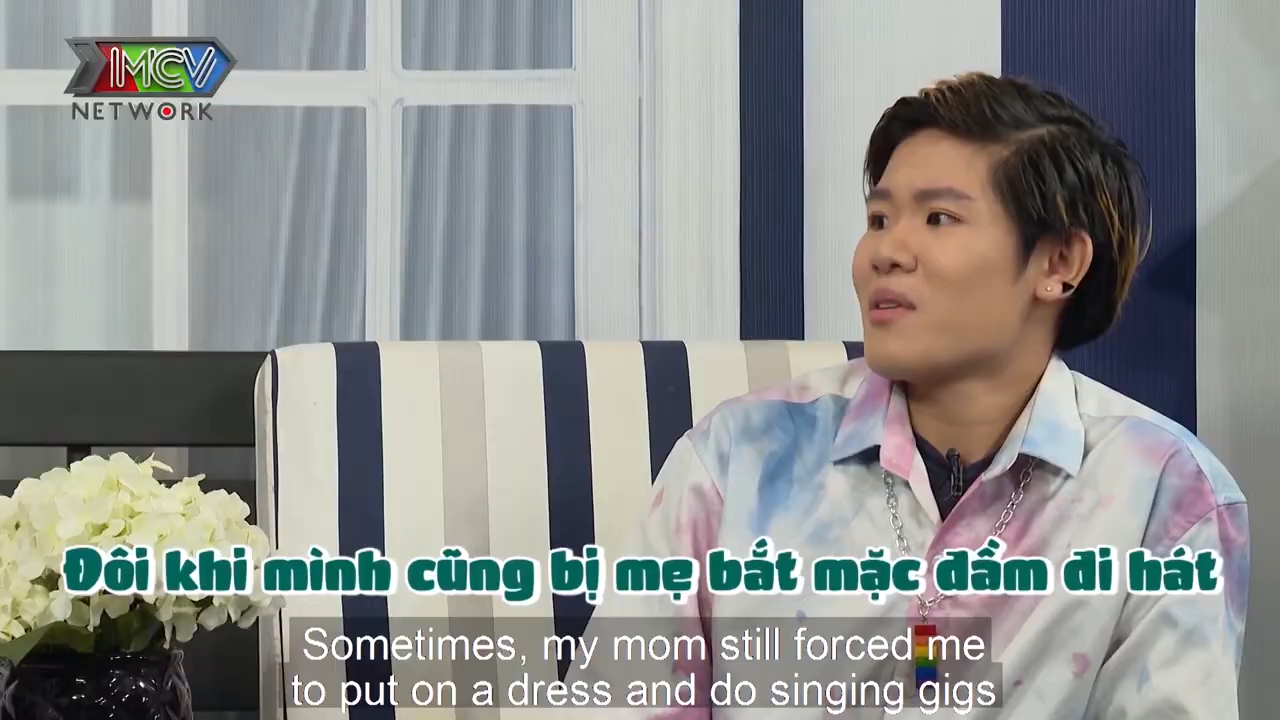 MCV
NETWORK
Đôi khi mình cũng bị mẹ bắt mặc đầm đi hát
Sometimes, my mom still forced me
to put on a dress and do singing gigs